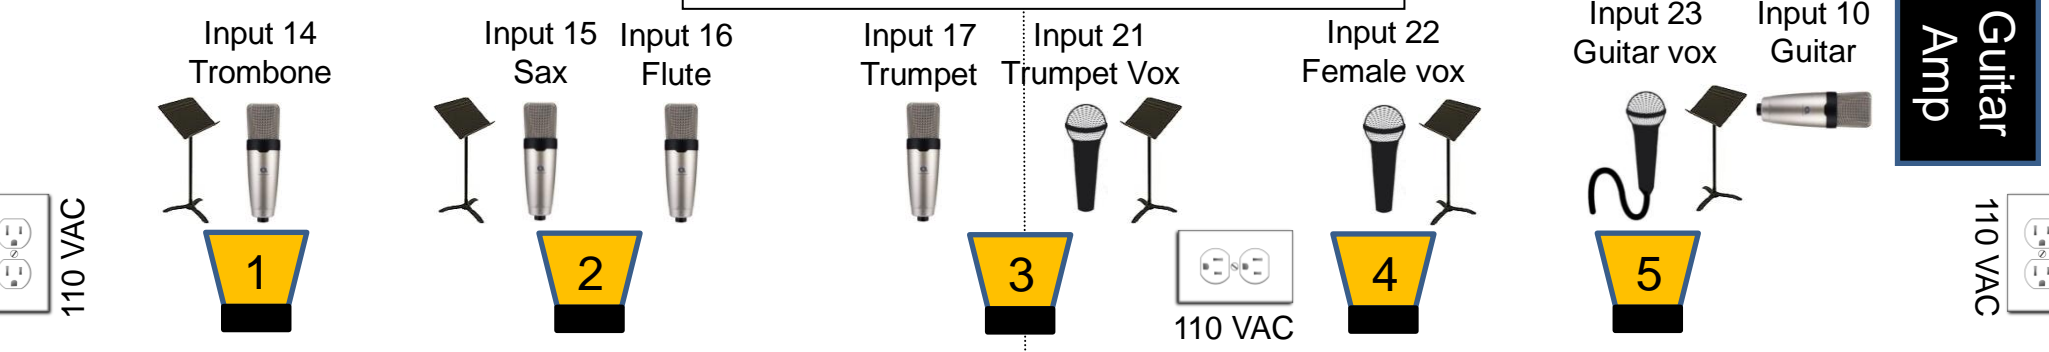 Input 14
Trombone
Input 15
Sax
Input 16
Flute
Input 17
Trumpet
Input 21
Trumpet Vox
Input 22
Female vox
Input 23
Guitar vox
Input 10
Guitar
Guitar
Amp
110 VAC
1
2
3
110 VAC
4
5
110 VAC